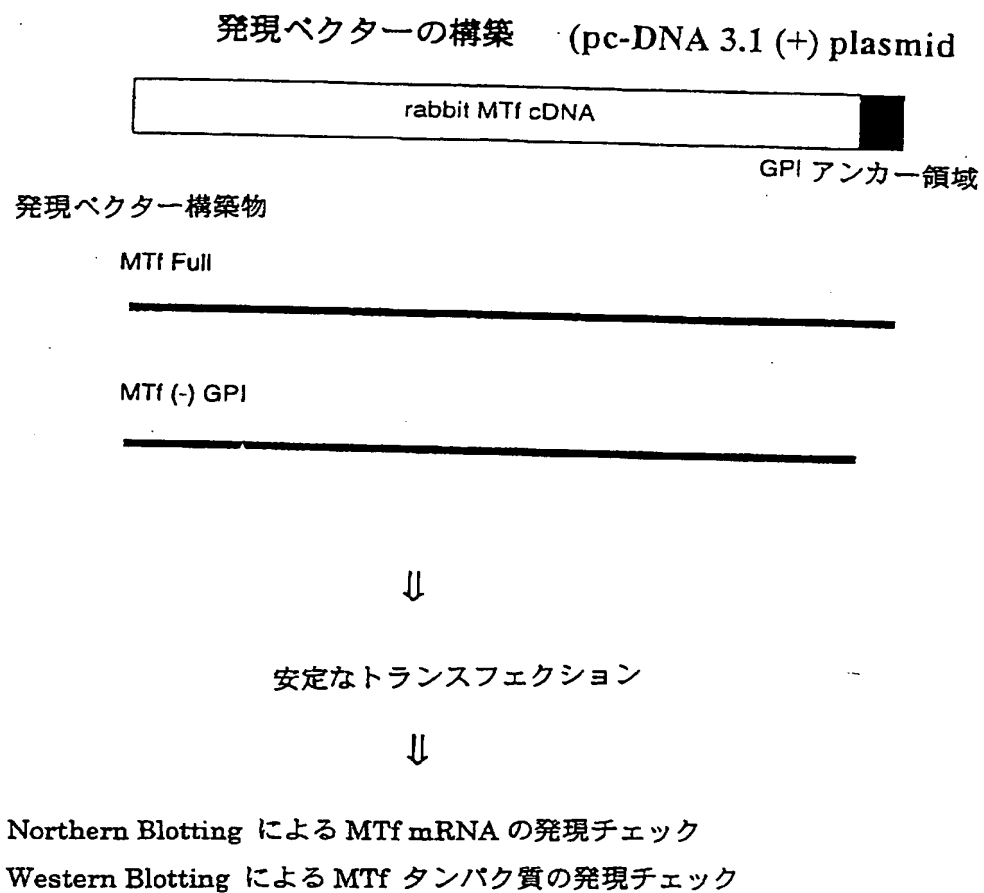 発現ベクターの構築 (pc-DNA 3.1 (+) plasmid
rabbit MTf cDNA
GPI アンカー領域
発現ベクター構築物
MTf Full
MTf (-) GPI
⇓
安定なトランスフェクション
⇓
Northern Blotting による MTf mRNA の発現チェック
Western Blotting による MTf タンパク質の発現チェック